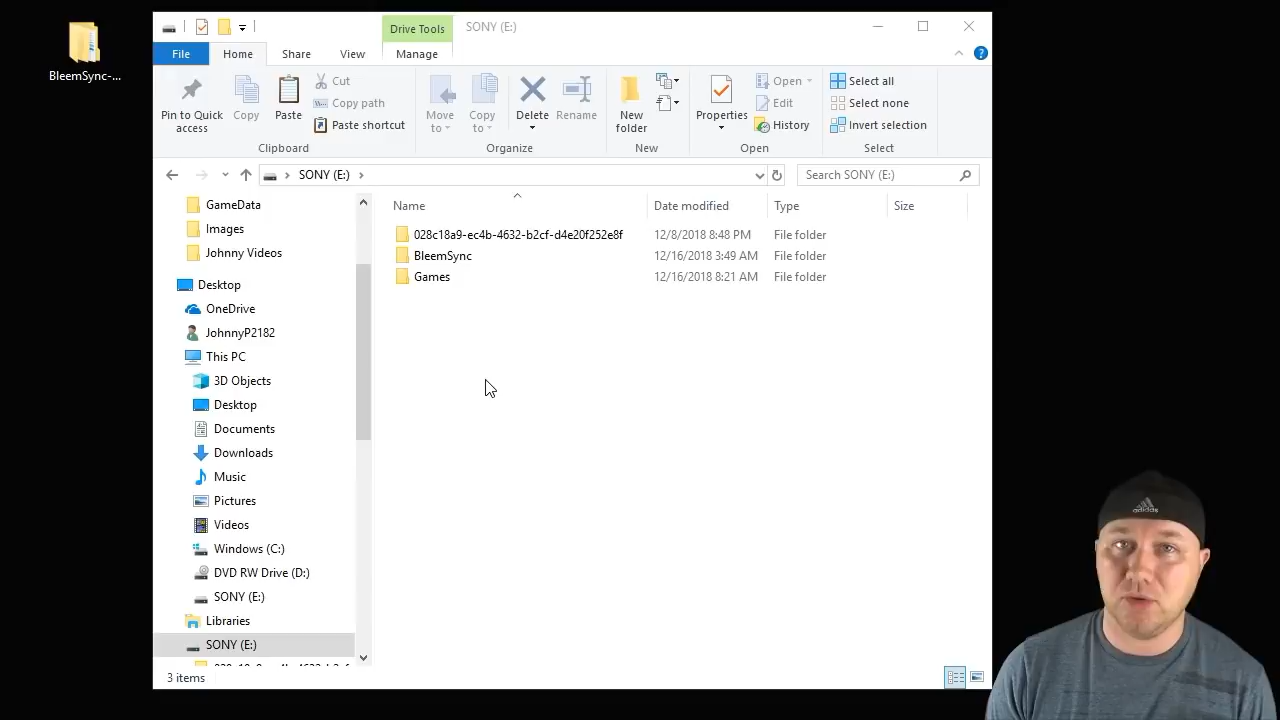 BleemSync-...
Drive Tools
SONY (E:)
File
Home
Share
View
Manage
Pin to Quick access
Copy
Paste
Cut
Copy path
Paste shortcut
Clipboard
Move to
Copy to
Delete
Rename
Organize
New folder
New
Properties
Open
Edit
History
Open
Select all
Select none
Invert selection
Select
SONY (E:)
Search SONY (E:)
Name
Date modified
Type
Size
028c18a9-ec4b-4632-b2cf-d4e20f252e8f 12/8/2018 8:48 PM File folder
BleemSync 12/16/2018 3:49 AM File folder
Games 12/16/2018 8:21 AM File folder
GameData
Images
Johnny Videos
Desktop
OneDrive
JohnnyP2182
This PC
3D Objects
Desktop
Documents
Downloads
Music
Pictures
Videos
Windows (C:)
DVD RW Drive (D:)
SONY (E:)
Libraries
SONY (E:)
3 items
adidas